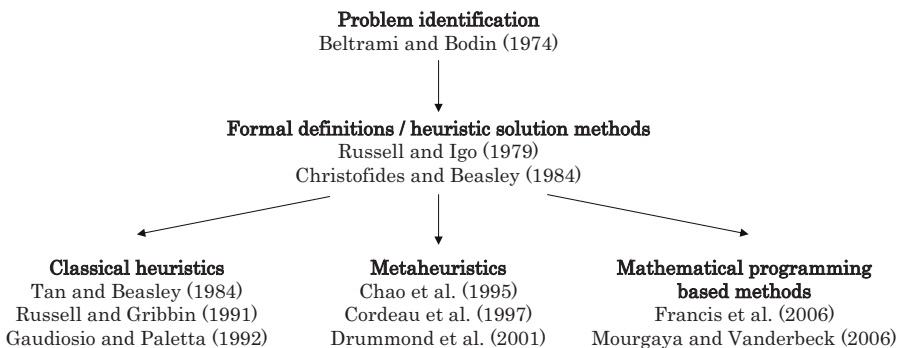 Problem identification
Beltrami and Bodin (1974)
Formal definitions / heuristic solution methods
Russell and Igo (1979)
Christofides and Beasley (1984)
Classical heuristics
Tan and Beasley (1984)
Russell and Gribbin (1991)
Gaudiosio and Paletta (1992)
Metaheuristics
Chao et al. (1995)
Cordeau et al. (1997)
Drummond et al. (2001)
Mathematical programming
based methods
Francis et al. (2006)
Mourgaya and Vanderbeck (2006)